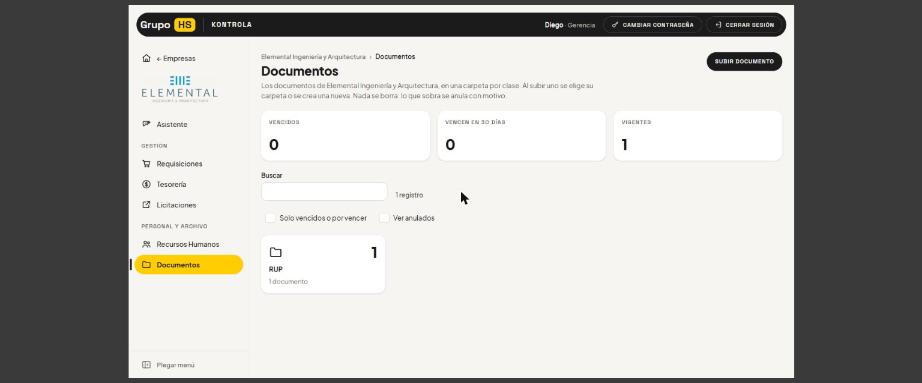 Grupo HS KONTROLA
Diego · Gerencia
CAMBIAR CONTRASEÑA
CERRAR SESIÓN
← Empresas
ELEMENTAL
INGENIERÍA & ARQUITECTURA
Asistente
GESTIÓN
Requisiciones
Tesorería
Licitaciones
PERSONAL Y ARCHIVO
Recursos Humanos
Documentos
Plegar menú
Elemental Ingeniería y Arquitectura › Documentos
Documentos
Los documentos de Elemental Ingeniería y Arquitectura, en una carpeta por clase. Al subir uno se elige su
carpeta o se crea una nueva. Nada se borra: lo que sobra se anula con motivo.
SUBIR DOCUMENTO
VENCIDOS
0
VENCEN EN 30 DÍAS
0
VIGENTES
1
Buscar
1 registro
Solo vencidos o por vencer
Ver anulados
1
RUP
1 documento